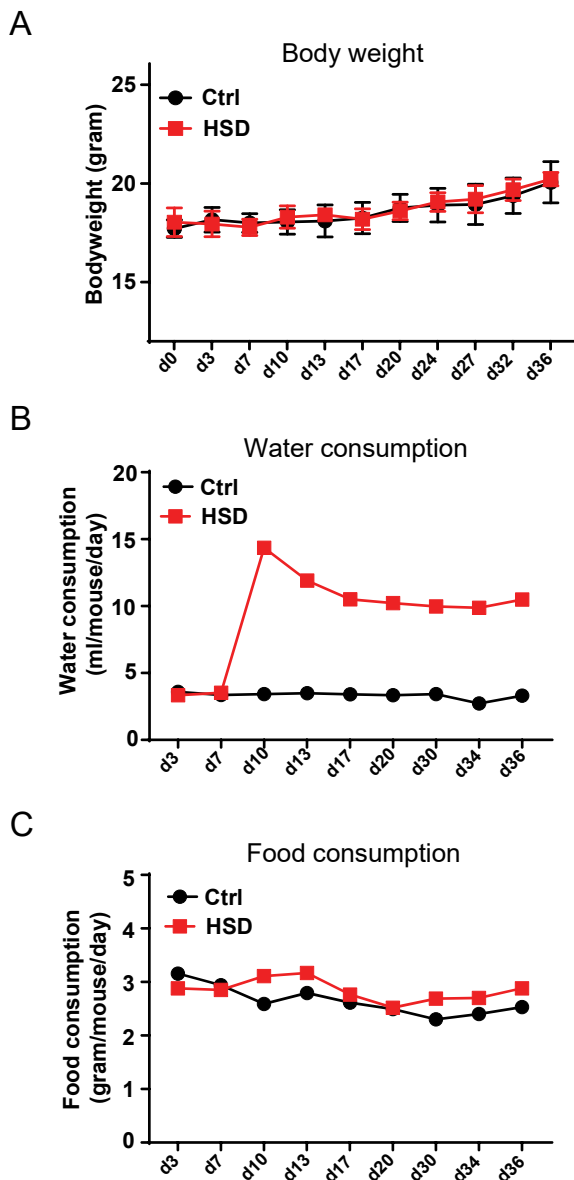 A
Body weight
Bodyweight (gram)
25
20
15
Ctrl
HSD
d0 d3 d7 d10 d13 d17 d20 d24 d27 d32 d36
B
Water consumption
Water consumption
(ml/mouse/day)
20
15
10
5
0
Ctrl
HSD
d3 d7 d10 d13 d17 d20 d30 d34 d36
C
Food consumption
Food consumption
(gram/mouse/day)
5
4
3
2
1
0
Ctrl
HSD
d3 d7 d10 d13 d17 d20 d30 d34 d36